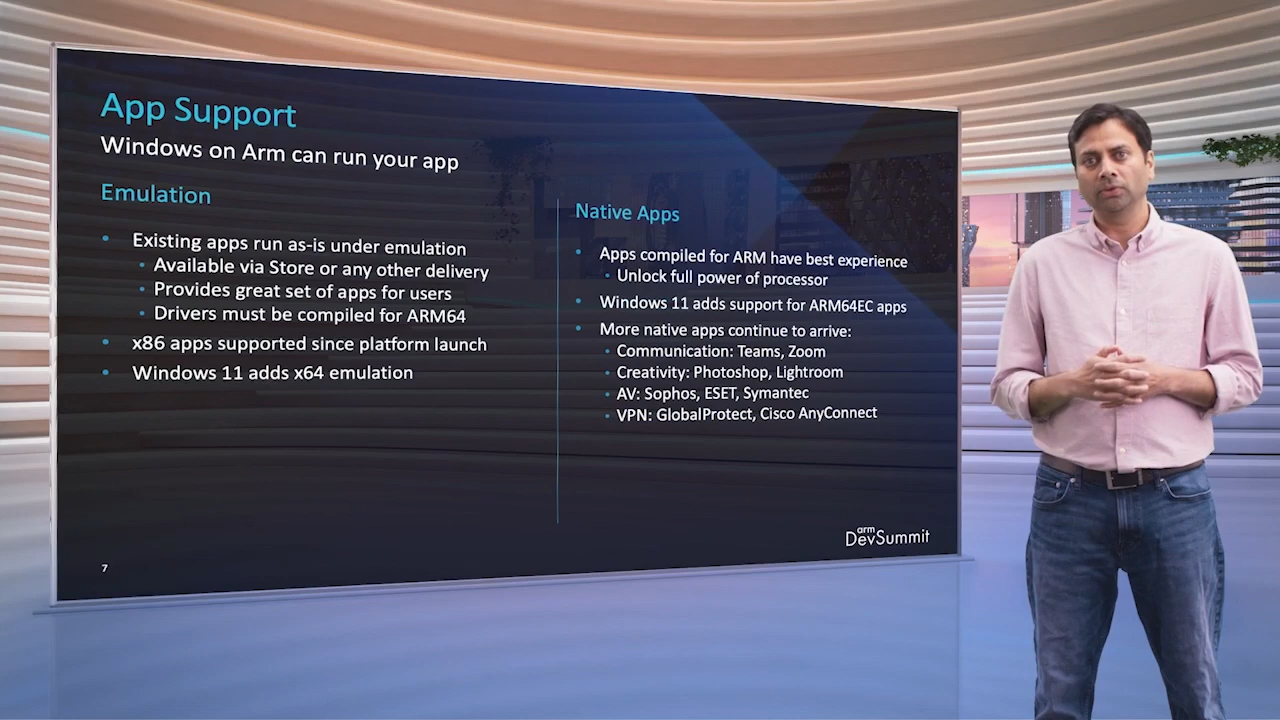 App Support
Windows on Arm can run your app
Emulation
• Existing apps run as-is under emulation
• Available via Store or any other delivery
• Provides great set of apps for users
• Drivers must be compiled for ARM64
• x86 apps supported since platform launch
• Windows 11 adds x64 emulation
Native Apps
• Apps compiled for ARM have best experience
• Unlock full power of processor
• Windows 11 adds support for ARM64EC apps
• More native apps continue to arrive:
• Communication: Teams, Zoom
• Creativity: Photoshop, Lightroom
• AV: Sophos, ESET, Symantec
• VPN: GlobalProtect, Cisco AnyConnect
arm
DevSummit
7